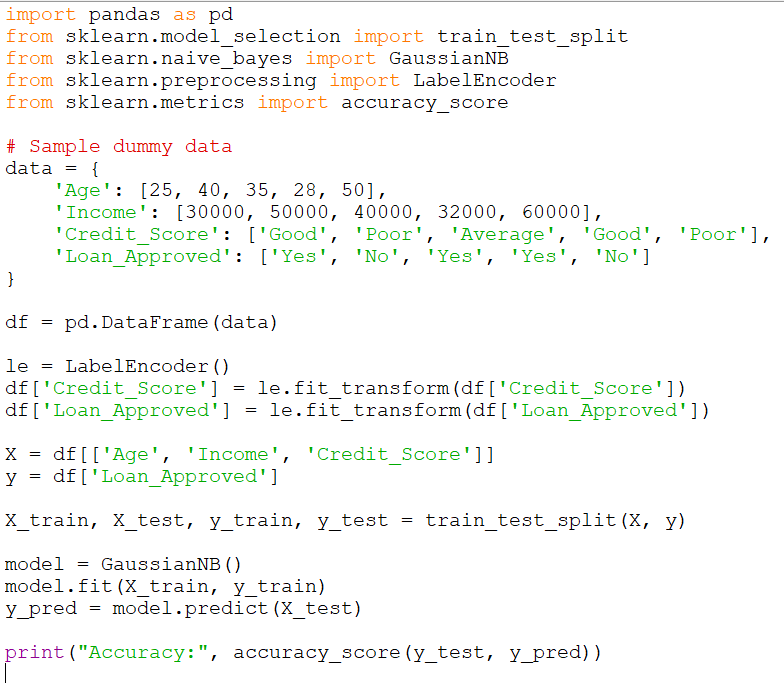 import pandas as pd
from sklearn.model_selection import train_test_split
from sklearn.naive_bayes import GaussianNB
from sklearn.preprocessing import LabelEncoder
from sklearn.metrics import accuracy_score

# Sample dummy data
data = {
    'Age': [25, 40, 35, 28, 50],
    'Income': [30000, 50000, 40000, 32000, 60000],
    'Credit_Score': ['Good', 'Poor', 'Average', 'Good', 'Poor'],
    'Loan_Approved': ['Yes', 'No', 'Yes', 'Yes', 'No']
}

df = pd.DataFrame(data)

le = LabelEncoder()
df['Credit_Score'] = le.fit_transform(df['Credit_Score'])
df['Loan_Approved'] = le.fit_transform(df['Loan_Approved'])

X = df[['Age', 'Income', 'Credit_Score']]
y = df['Loan_Approved']

X_train, X_test, y_train, y_test = train_test_split(X, y)

model = GaussianNB()
model.fit(X_train, y_train)
y_pred = model.predict(X_test)

print("Accuracy:", accuracy_score(y_test, y_pred))